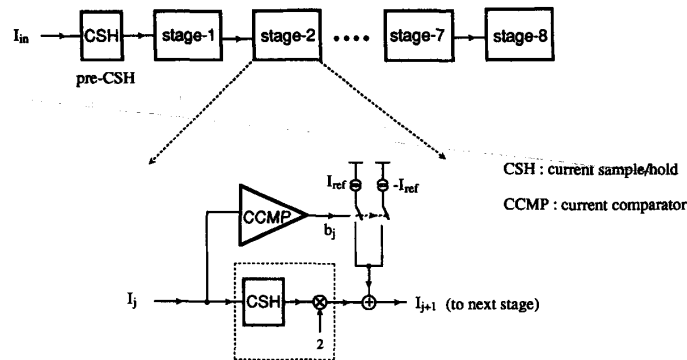 I_in
CSH
stage-1
stage-2
stage-7
stage-8
pre-CSH
CSH : current sample/hold
I_ref
-I_ref
CCMP : current comparator
CCMP
b_j
I_j
CSH
I_j+1 (to next stage)
2